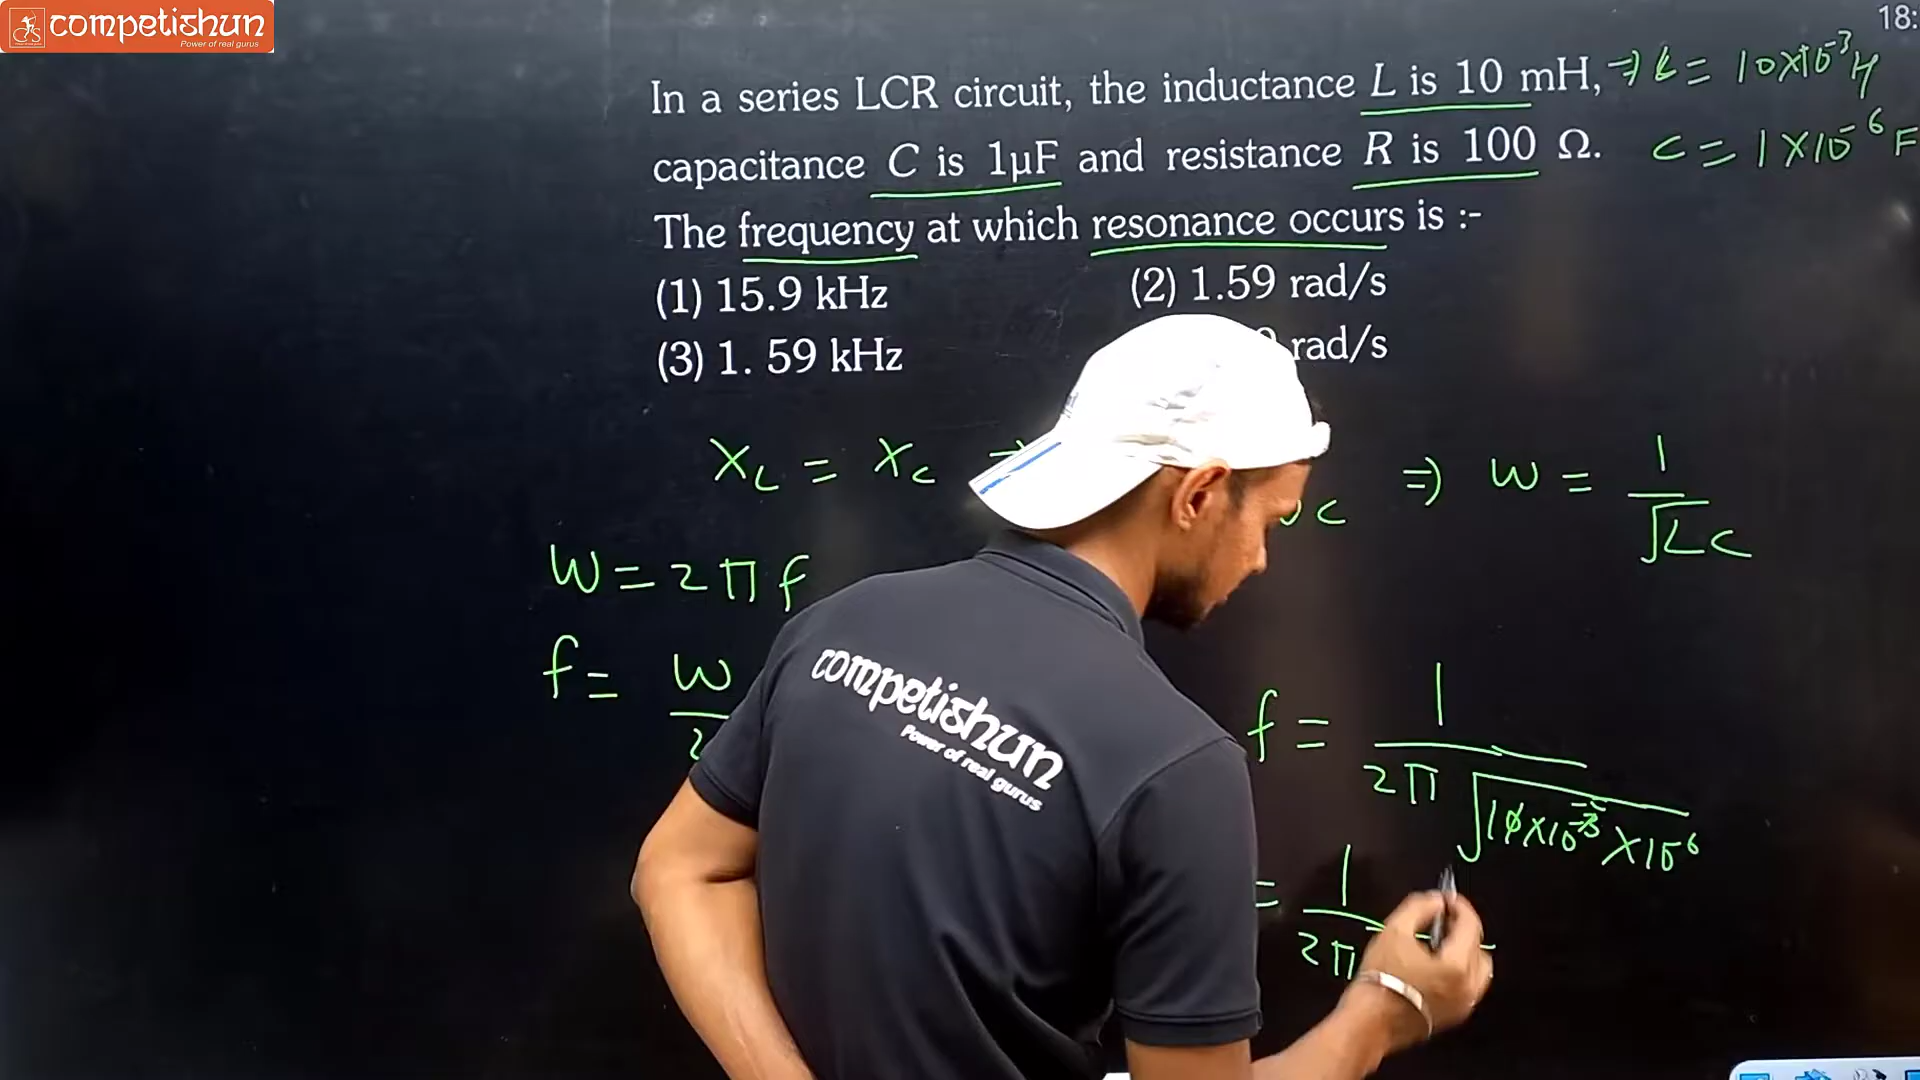 competishun
Power of real gurus
18:
In a series LCR circuit, the inductance L is 10 mH, ⇒ L = 10×10⁻³H
capacitance C is 1µF and resistance R is 100 Ω. C = 1×10⁻⁶ F
The frequency at which resonance occurs is :-
(1) 15.9 kHz (2) 1.59 rad/s
(3) 1. 59 kHz rad/s
X_L = X_C ⇒ ω = 1/√LC
ω = 2πf
f = ω
f = 1/2π√10×10⁻³×10⁻⁶
= 1/2π
competishun
Power of real gurus